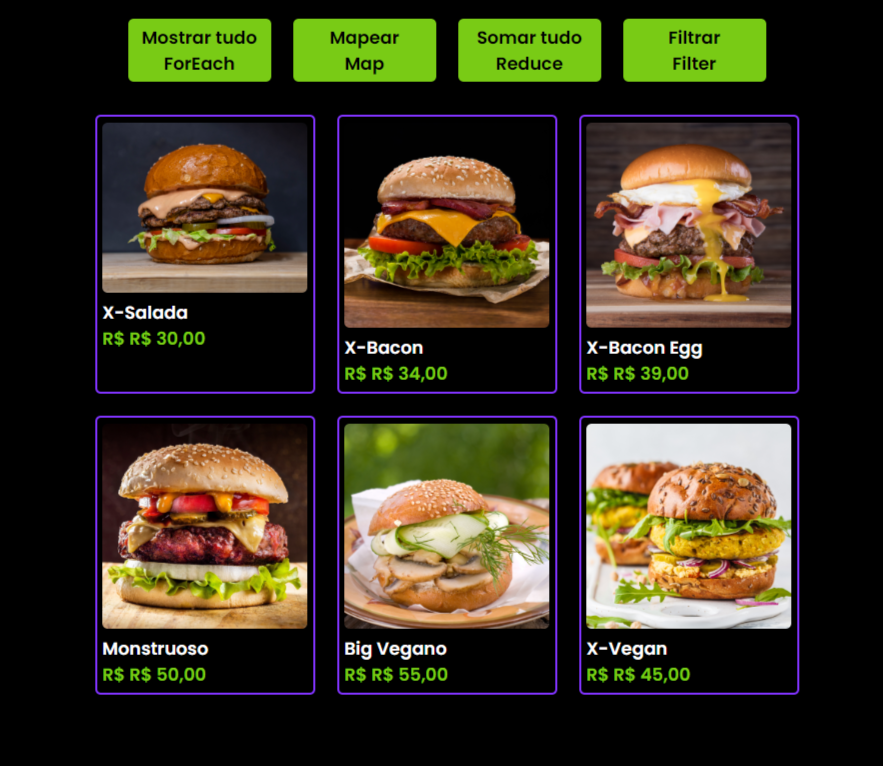 Mostrar tudo
ForEach
Mapear
Map
Somar tudo
Reduce
Filtrar
Filter
X-Salada
R$ R$ 30,00
X-Bacon
R$ R$ 34,00
X-Bacon Egg
R$ R$ 39,00
Monstruoso
R$ R$ 50,00
Big Vegano
R$ R$ 55,00
X-Vegan
R$ R$ 45,00